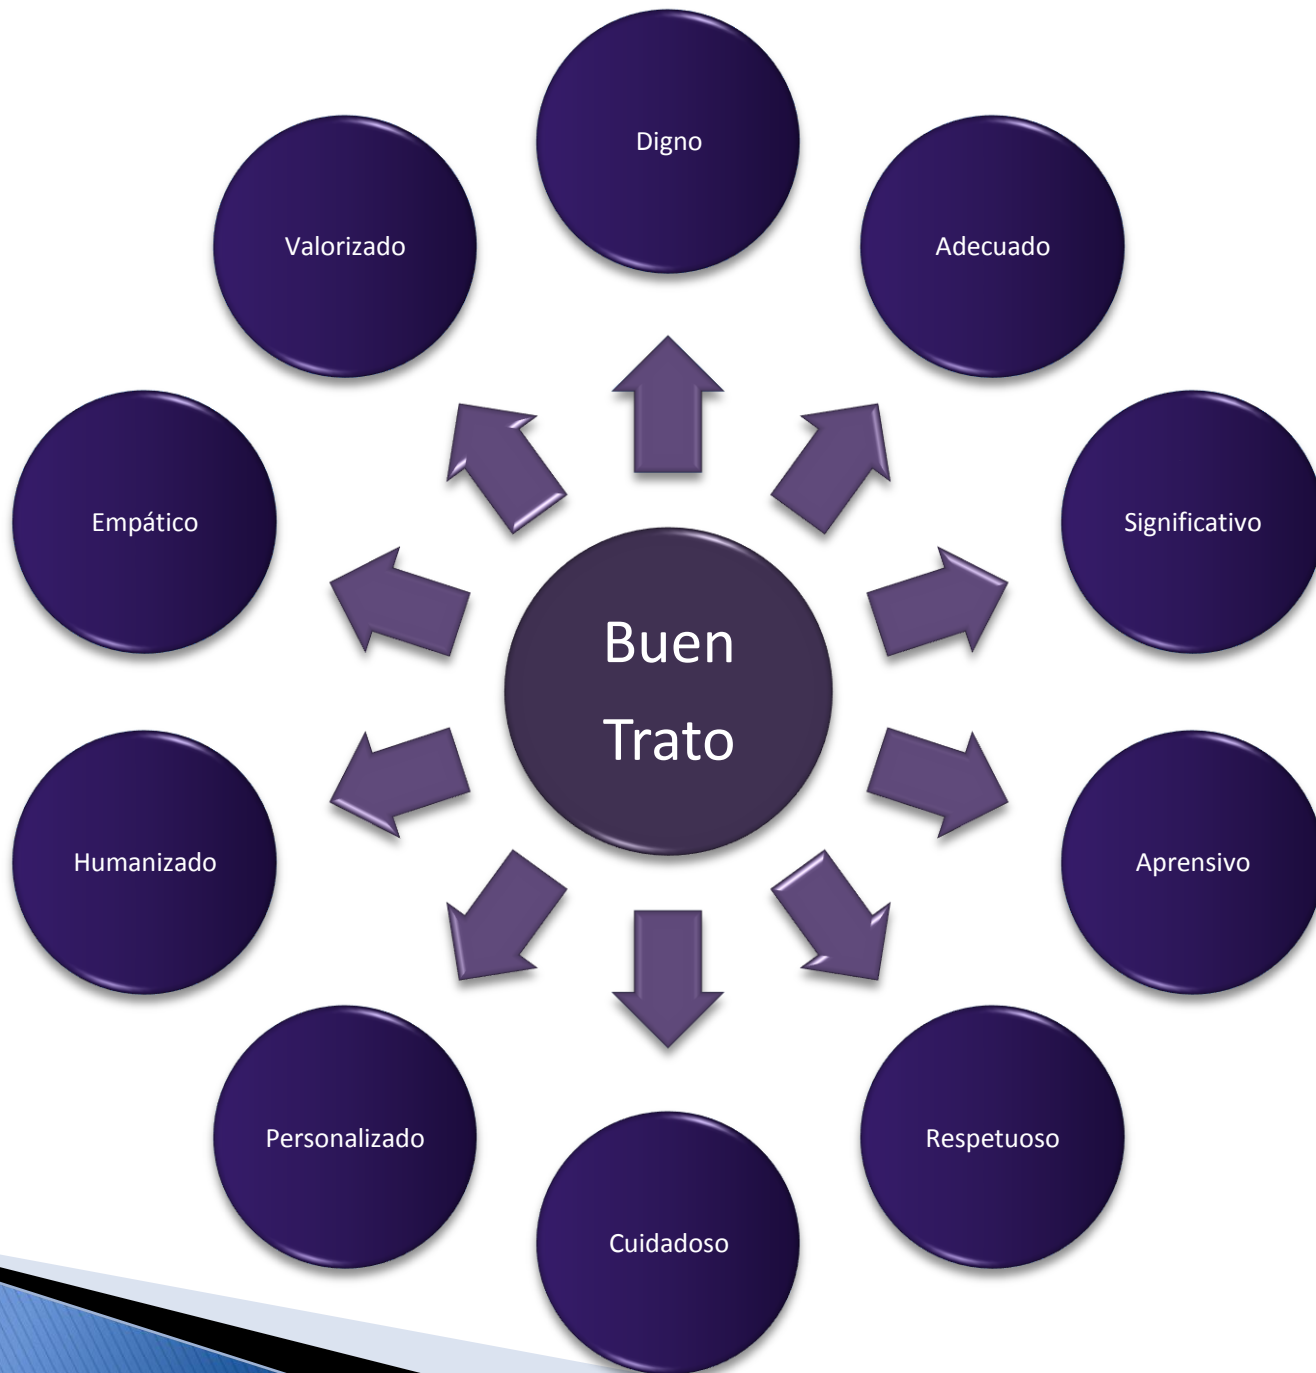 Digno
Adecuado
Significativo
Aprensivo
Respetuoso
Cuidadoso
Personalizado
Humanizado
Empático
Valorizado
Buen
Trato